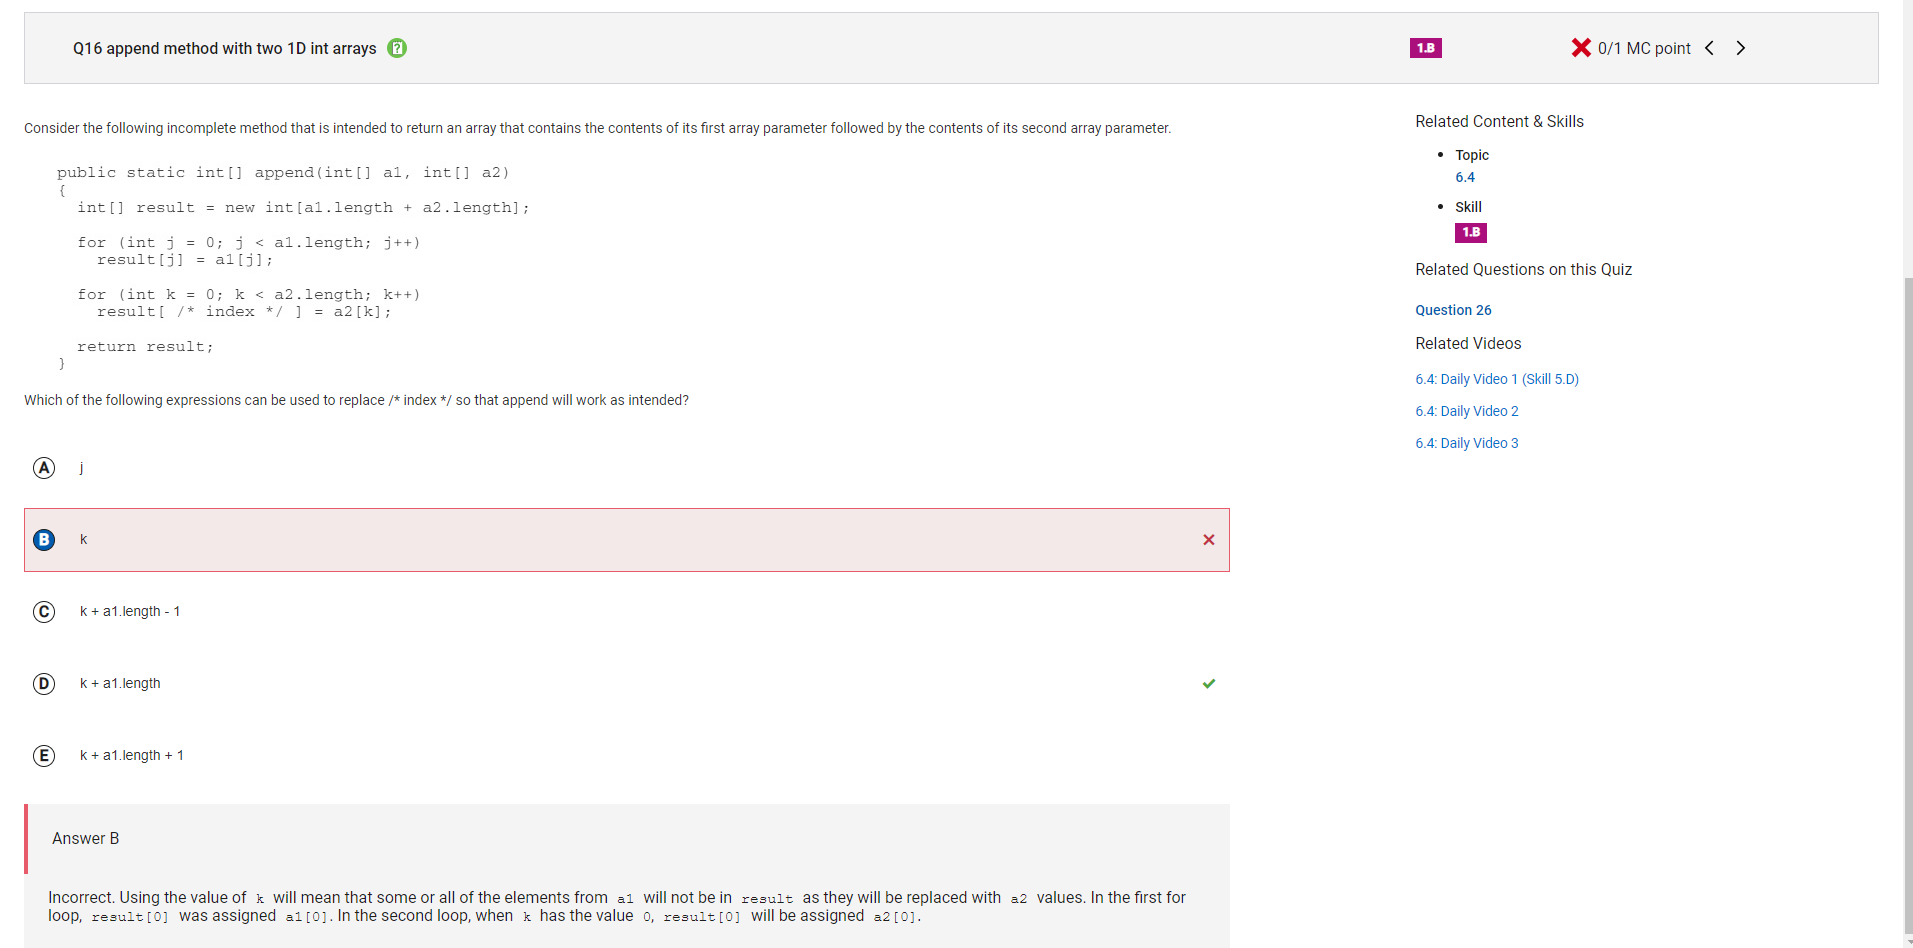 Q16 append method with two 1D int arrays
1.B
0/1 MC point
Consider the following incomplete method that is intended to return an array that contains the contents of its first array parameter followed by the contents of its second array parameter.
public static int[] append(int[] a1, int[] a2)
{
int[] result = new int[a1.length + a2.length];
for (int j = 0; j < a1.length; j++)
result[j] = a1[j];
for (int k = 0; k < a2.length; k++)
result[ /* index */ ] = a2[k];
return result;
}
Which of the following expressions can be used to replace /* index */ so that append will work as intended?
A j
B k
C k + a1.length - 1
D k + a1.length
E k + a1.length + 1
Answer B
Incorrect. Using the value of k will mean that some or all of the elements from a1 will not be in result as they will be replaced with a2 values. In the first for
loop, result[0] was assigned a1[0]. In the second loop, when k has the value 0, result[0] will be assigned a2[0].
Related Content & Skills
• Topic
6.4
• Skill
1.B
Related Questions on this Quiz
Question 26
Related Videos
6.4: Daily Video 1 (Skill 5.D)
6.4: Daily Video 2
6.4: Daily Video 3